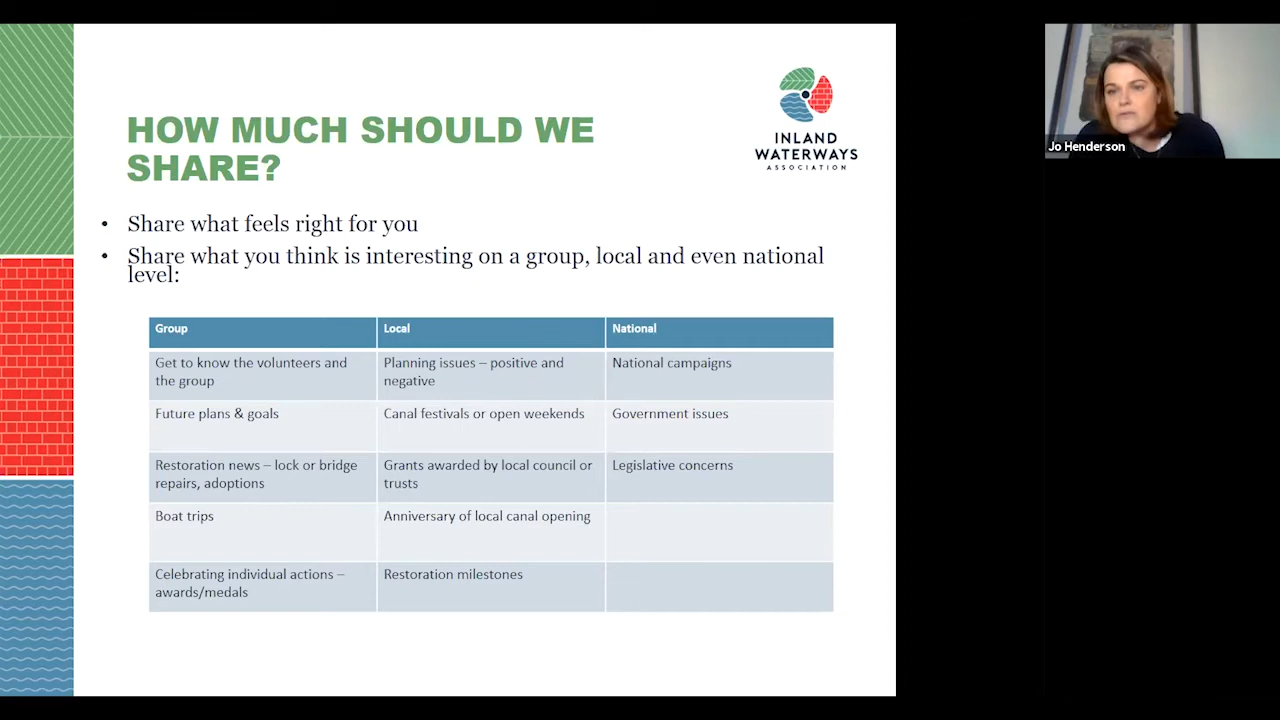 HOW MUCH SHOULD WE
SHARE?
INLAND
WATERWAYS
ASSOCIATION
Jo Henderson
• Share what feels right for you
• Share what you think is interesting on a group, local and even national
level:
Group
Local
National
Get to know the volunteers and
the group
Planning issues – positive and
negative
National campaigns
Future plans & goals
Canal festivals or open weekends
Government issues
Restoration news – lock or bridge
repairs, adoptions
Grants awarded by local council or
trusts
Legislative concerns
Boat trips
Anniversary of local canal opening
Celebrating individual actions –
awards/medals
Restoration milestones